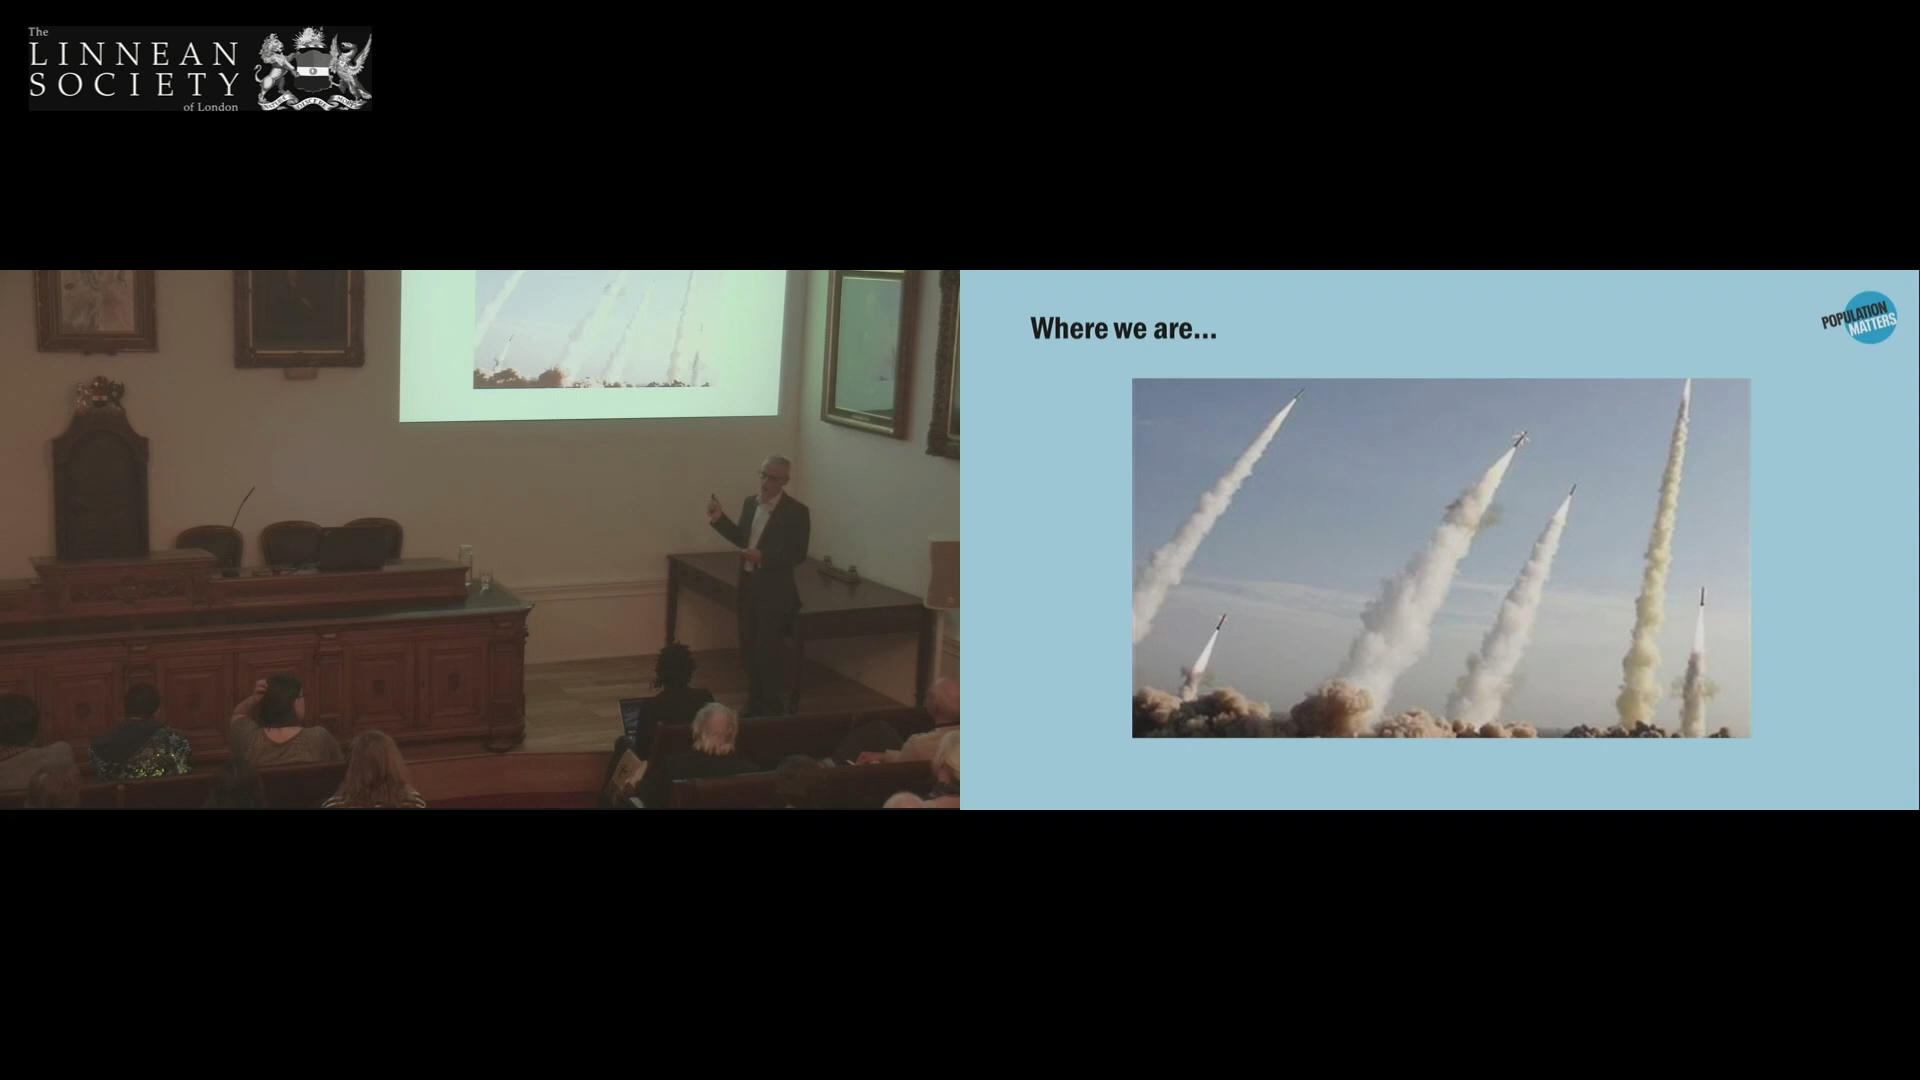 The
LINNEAN
SOCIETY
of London
Where we are...
POPULATION
MATTERS